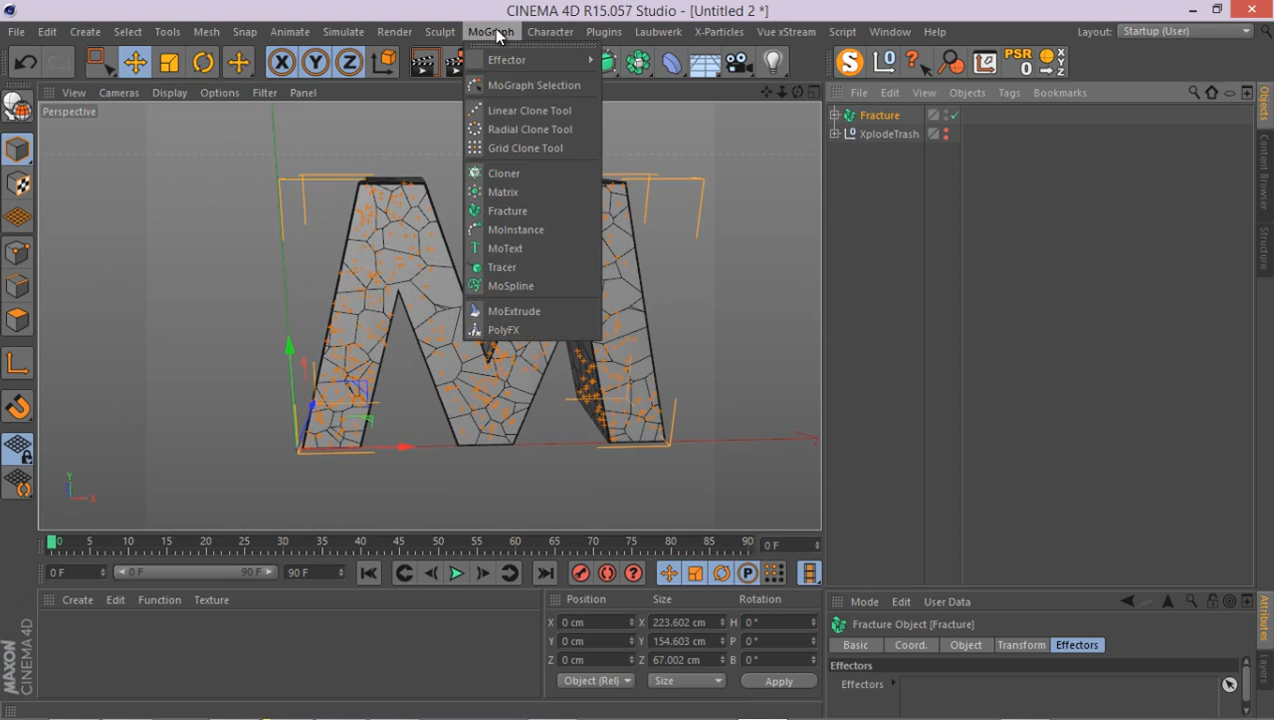 CINEMA 4D R15.057 Studio - [Untitled 2 *]
File Edit Create Select Tools Mesh Snap Animate Simulate Render Sculpt MoGraph Character Plugins Laubwerk X-Particles Vue xStream Script Window Help Layout: Startup (User)
X Y Z S PSR 0
View Cameras Display Options Filter Panel
Perspective
Effector
MoGraph Selection
Linear Clone Tool
Radial Clone Tool
Grid Clone Tool
Cloner
Matrix
Fracture
MoInstance
MoText
Tracer
MoSpline
MoExtrude
PolyFX
File Edit View Objects Tags Bookmarks
Fracture
XplodeTrash
Objects
Content Browser
Structure
Y
X
0 5 10 15 20 25 30 35 40 45 50 55 60 65 70 75 80 85 90 0 F
0 F 0 F 90 F 90 F
P
Create Edit Function Texture
Position Size Rotation
X 0 cm X 223.602 cm H 0 °
Y 0 cm Y 154.603 cm P 0 °
Z 0 cm Z 67.002 cm B 0 °
Object (Rel) Size Apply
Mode Edit User Data
Fracture Object [Fracture]
Basic Coord. Object Transform Effectors
Effectors
Effectors
Attributes
Layers
MAXON
CINEMA 4D